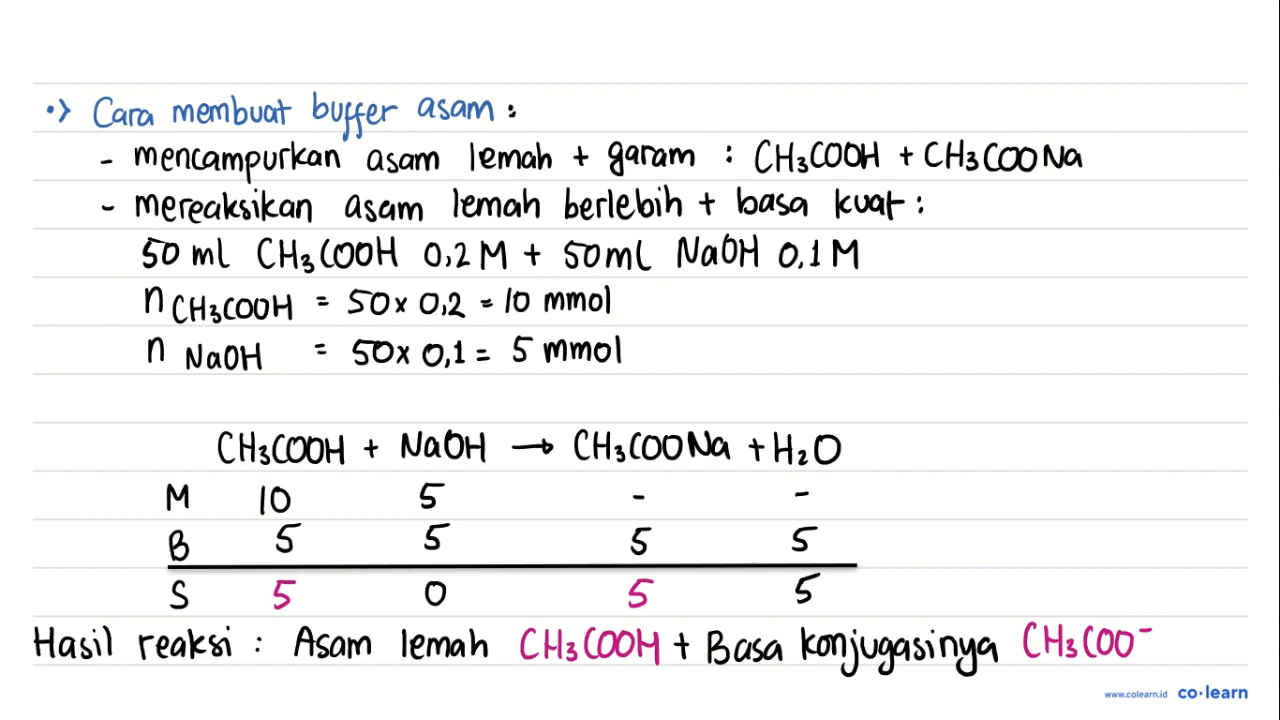 •> Cara membuat buffer asam :
- mencampurkan asam lemah + garam : CH₃COOH + CH₃COONa
- mereaksikan asam lemah berlebih + basa kuat :
50 ml CH₃COOH 0,2 M + 50 ml NaOH 0,1 M
n CH₃COOH = 50 x 0,2 = 10 mmol
n NaOH = 50 x 0,1 = 5 mmol
CH₃COOH + NaOH → CH₃COONa + H₂O
M 10 5 - -
B 5 5 5 5
S 5 0 5 5
Hasil reaksi : Asam lemah CH₃COOH + Basa konjugasinya CH₃COO⁻
www.colearn.id co·learn